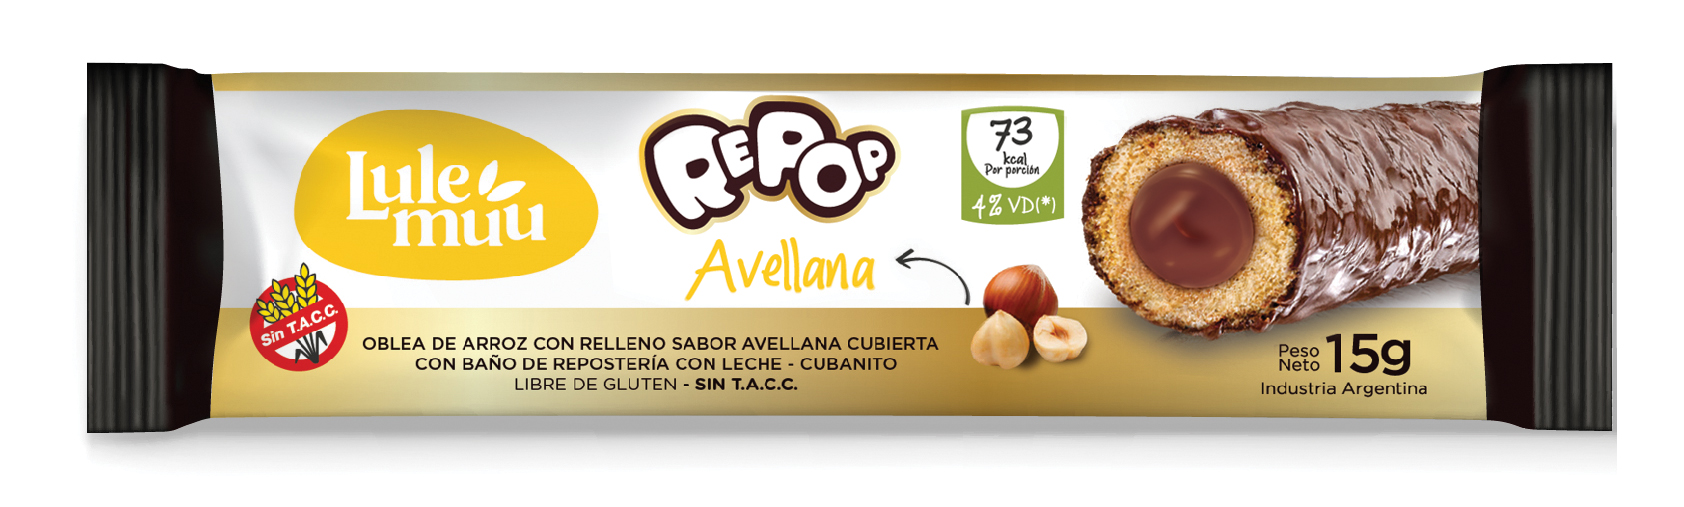 Lule
muu
RePoP
Avellana
73
kcal
Por porción
4% VD(*)
Sin T.A.C.C.
OBLEA DE ARROZ CON RELLENO SABOR AVELLANA CUBIERTA
CON BAÑO DE REPOSTERÍA CON LECHE - CUBANITO
LIBRE DE GLUTEN - SIN T.A.C.C.
Peso
Neto 15g
Industria Argentina